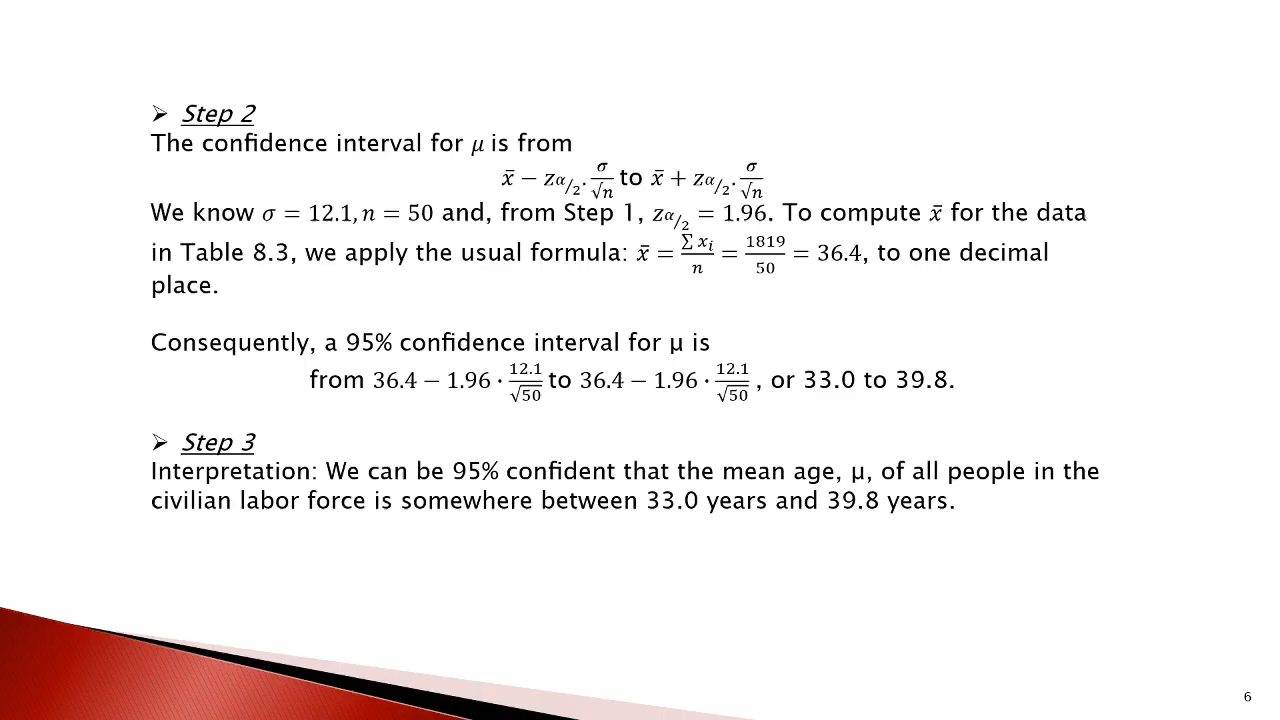 ➢ Step 2
The confidence interval for μ is from
x̄ − z_{α/2}. σ/√n to x̄ + z_{α/2}. σ/√n
We know σ = 12.1, n = 50 and, from Step 1, z_{α/2} = 1.96. To compute x̄ for the data
in Table 8.3, we apply the usual formula: x̄ = ∑ xᵢ/n = 1819/50 = 36.4, to one decimal
place.
Consequently, a 95% confidence interval for μ is
from 36.4 − 1.96 · 12.1/√50 to 36.4 − 1.96 · 12.1/√50 , or 33.0 to 39.8.
➢ Step 3
Interpretation: We can be 95% confident that the mean age, μ, of all people in the
civilian labor force is somewhere between 33.0 years and 39.8 years.
6